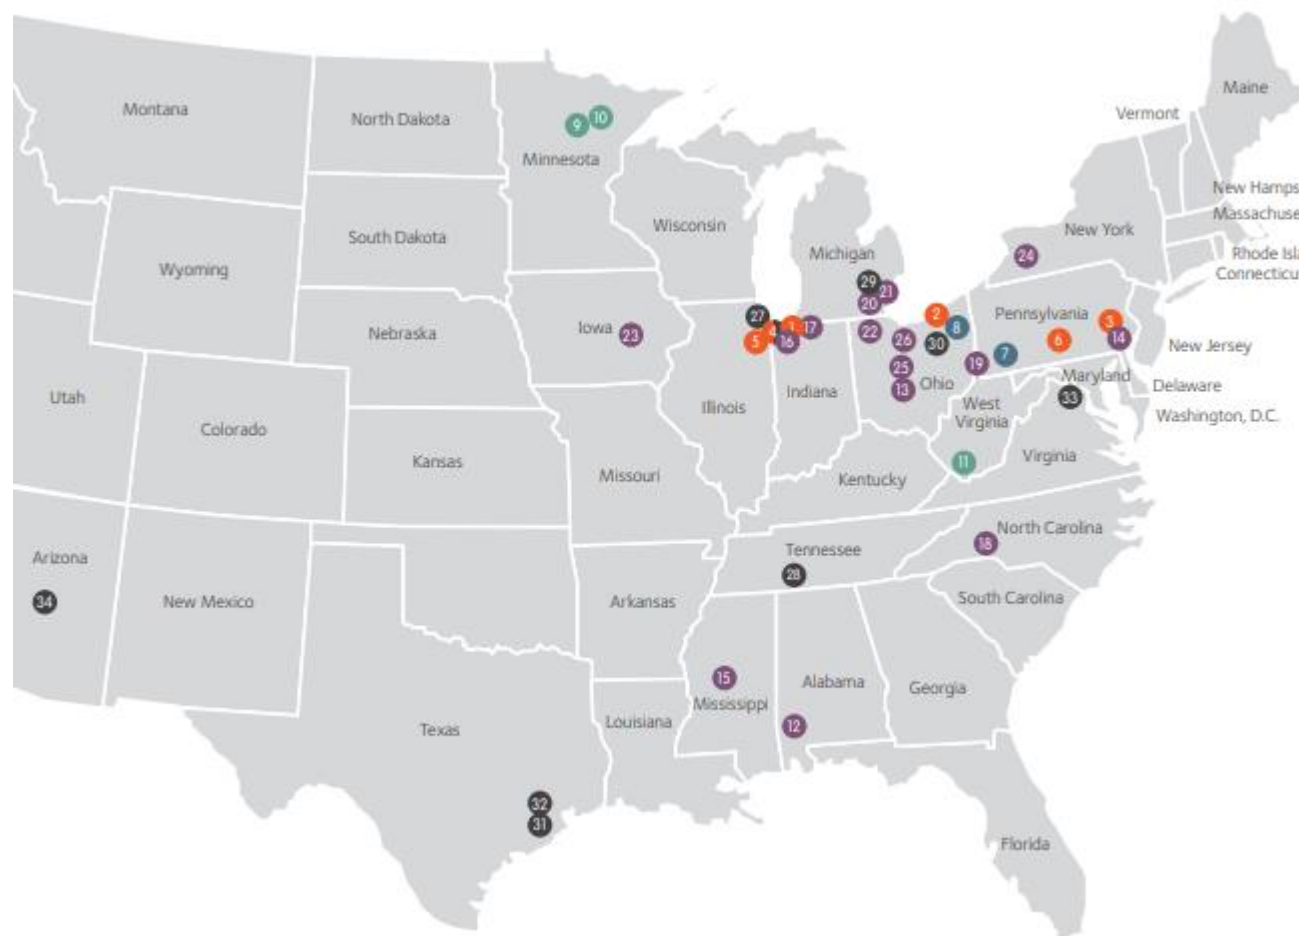 Maine
Montana
Vermont
North Dakota
9
10
Minnesota
New Hamps
Massachuse
Wisconsin
New York
South Dakota
Michigan
24
Rhode Isla
Connecticu
Wyoming
29
21
20
27
2
Pennsylvania
3
Iowa
23
4
1
17
22
8
Nebraska
5
16
26
30
6
14
7
New Jersey
19
25
Maryland
Ohio
13
Delaware
Indiana
Utah
33
Illinois
West
Virginia
Washington, D.C.
Colorado
Kansas
11
Virginia
Missouri
Kentucky
North Carolina
18
Arizona
Tennessee
28
34
New Mexico
Arkansas
South Carolina
15
Alabama
Georgia
Mississippi
Louisiana
12
Texas
32
31
Florida